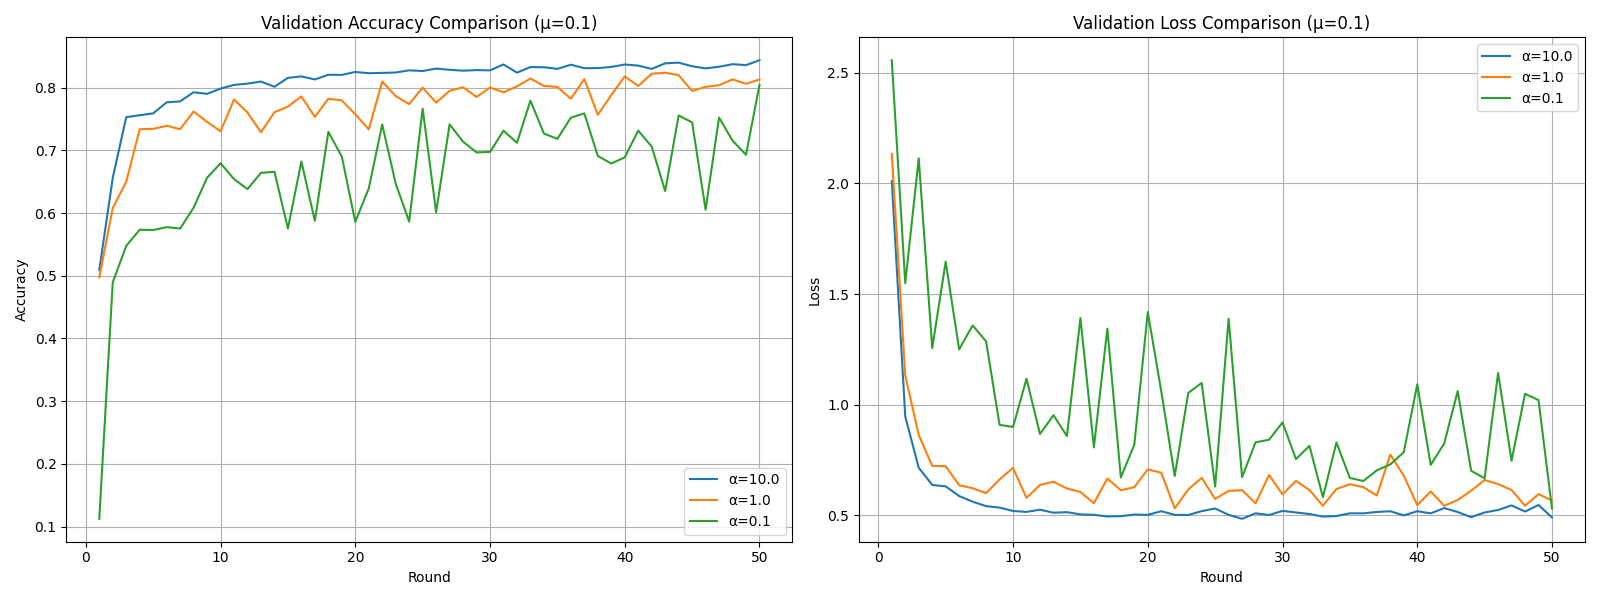 Validation Accuracy Comparison (μ=0.1)
Accuracy
0.8
0.7
0.6
0.5
0.4
0.3
0.2
0.1
0 10 20 30 40 50
Round
α=10.0
α=1.0
α=0.1
Validation Loss Comparison (μ=0.1)
Loss
2.5
2.0
1.5
1.0
0.5
0 10 20 30 40 50
Round
α=10.0
α=1.0
α=0.1